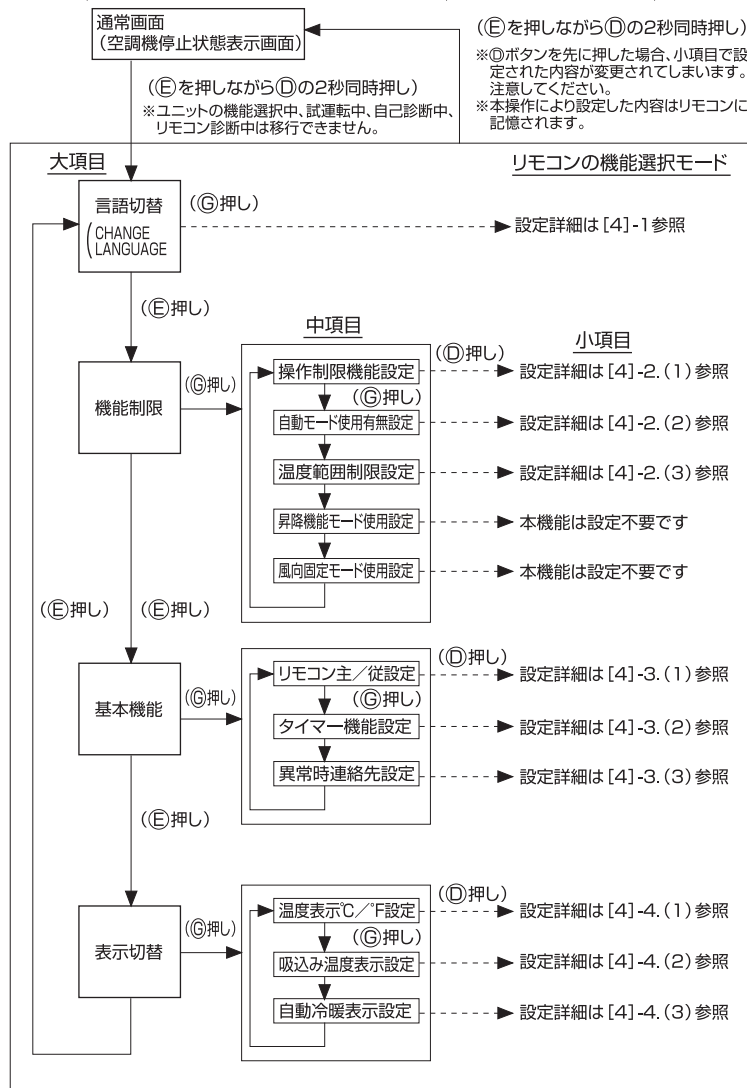 通常画面
(空調機停止状態表示画面)
(Ⓔを押しながらⒹの2秒同時押し)
※Ⓓボタンを先に押した場合、小項目で設
定された内容が変更されてしまいます。
注意してください。
※本操作により設定した内容はリモコンに
記憶されます。
(Ⓔを押しながらⒹの2秒同時押し)
※ユニットの機能選択中、試運転中、自己診断中、
リモコン診断中は移行できません。
大項目
リモコンの機能選択モード
言語切替
(CHANGE
LANGUAGE
(Ⓖ押し)
設定詳細は[4]-1参照
(Ⓔ押し)
中項目
小項目
機能制限
(Ⓖ押し)
操作制限機能設定
(Ⓓ押し)
設定詳細は[4]-2.(1)参照
(Ⓖ押し)
自動モード使用有無設定
設定詳細は[4]-2.(2)参照
温度範囲制限設定
設定詳細は[4]-2.(3)参照
昇降機能モード使用設定
本機能は設定不要です
風向固定モード使用設定
本機能は設定不要です
(Ⓔ押し)
(Ⓔ押し)
基本機能
(Ⓖ押し)
リモコン主/従設定
(Ⓓ押し)
設定詳細は[4]-3.(1)参照
(Ⓖ押し)
タイマー機能設定
設定詳細は[4]-3.(2)参照
異常時連絡先設定
設定詳細は[4]-3.(3)参照
(Ⓔ押し)
表示切替
(Ⓖ押し)
温度表示℃/℉設定
(Ⓓ押し)
設定詳細は[4]-4.(1)参照
(Ⓖ押し)
吸込み温度表示設定
設定詳細は[4]-4.(2)参照
自動冷暖表示設定
設定詳細は[4]-4.(3)参照